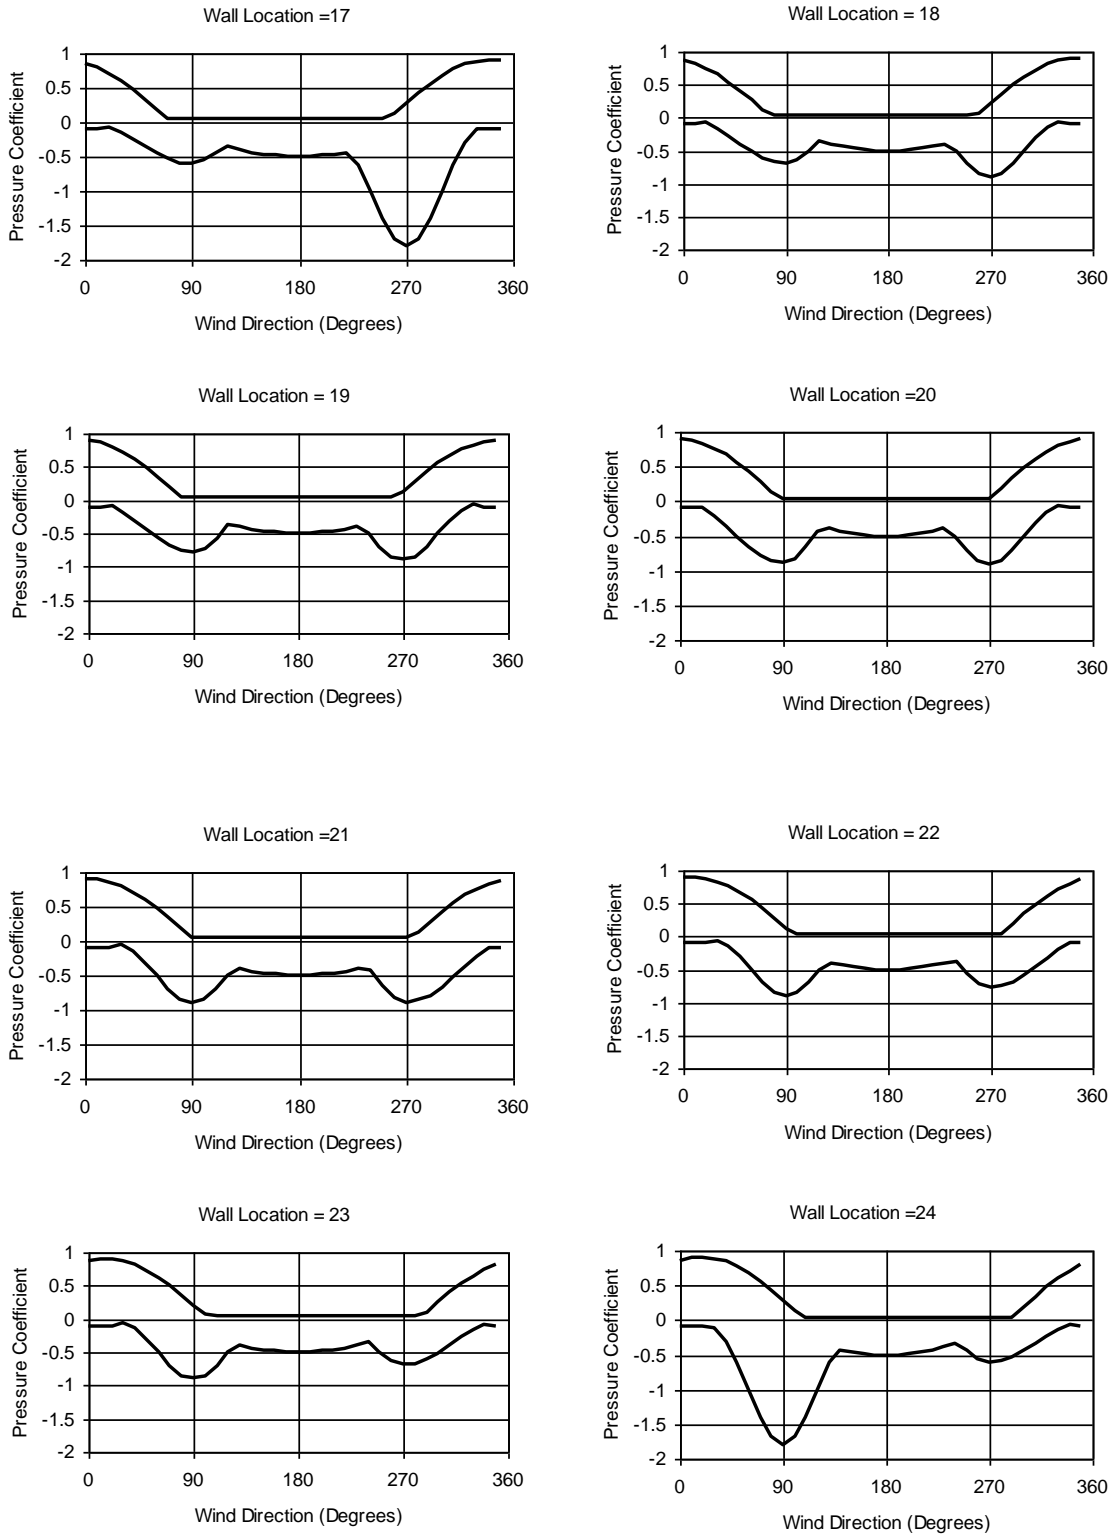 Wall Location =17
1
0.5
0
-0.5
-1
-1.5
-2
0 90 180 270 360
Pressure Coefficient
Wind Direction (Degrees)
Wall Location = 18
1
0.5
0
-0.5
-1
-1.5
-2
0 90 180 270 360
Pressure Coefficient
Wind Direction (Degrees)
Wall Location = 19
1
0.5
0
-0.5
-1
-1.5
-2
0 90 180 270 360
Pressure Coefficient
Wind Direction (Degrees)
Wall Location =20
1
0.5
0
-0.5
-1
-1.5
-2
0 90 180 270 360
Pressure Coefficient
Wind Direction (Degrees)
Wall Location =21
1
0.5
0
-0.5
-1
-1.5
-2
0 90 180 270 360
Pressure Coefficient
Wind Direction (Degrees)
Wall Location = 22
1
0.5
0
-0.5
-1
-1.5
-2
0 90 180 270 360
Pressure Coefficient
Wind Direction (Degrees)
Wall Location = 23
1
0.5
0
-0.5
-1
-1.5
-2
0 90 180 270 360
Pressure Coefficient
Wind Direction (Degrees)
Wall Location =24
1
0.5
0
-0.5
-1
-1.5
-2
0 90 180 270 360
Pressure Coefficient
Wind Direction (Degrees)